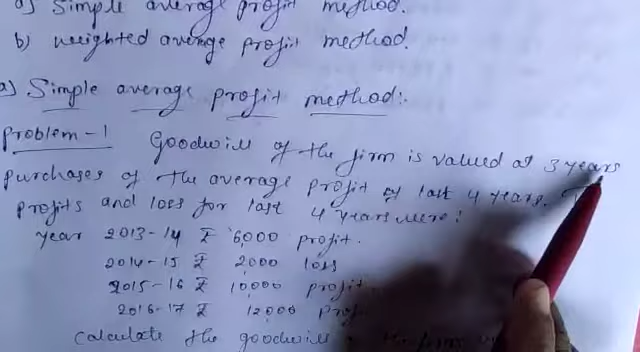 a) Simple average profit method.
b) weighted average profit method.
a) Simple average profit method:-
Problem-1 Goodwill of the firm is valued at 3 years
purchases of the average profit of last 4 years.
profits and loss for last 4 years were:
year 2013-14 ₹ 6000 profit.
2014-15 ₹ 2000 loss
2015-16 ₹ 10,000 profit
2016-17 ₹ 12,000
Calculate the goodwill